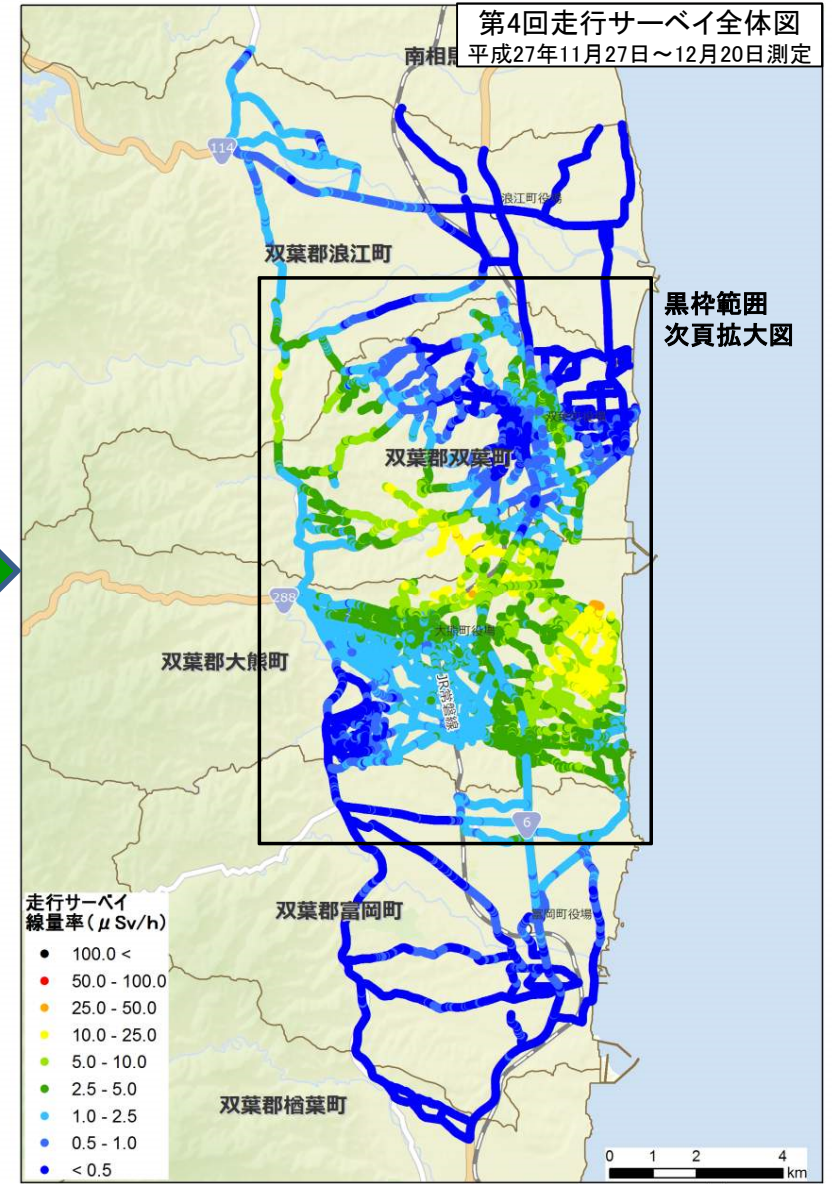 第4回走行サーベイ全体図
平成27年11月27日～12月20日測定
南相馬
114
浪江町役場
双葉郡浪江町
黒枠範囲
次頁拡大図
双葉郡双葉町
288
大熊町役場
双葉郡大熊町
JR常磐線
6
双葉郡富岡町
富岡町役場
双葉郡楢葉町
走行サーベイ
線量率(μSv/h)
100.0 <
50.0 - 100.0
25.0 - 50.0
10.0 - 25.0
5.0 - 10.0
2.5 - 5.0
1.0 - 2.5
0.5 - 1.0
< 0.5
0 1 2 4
km